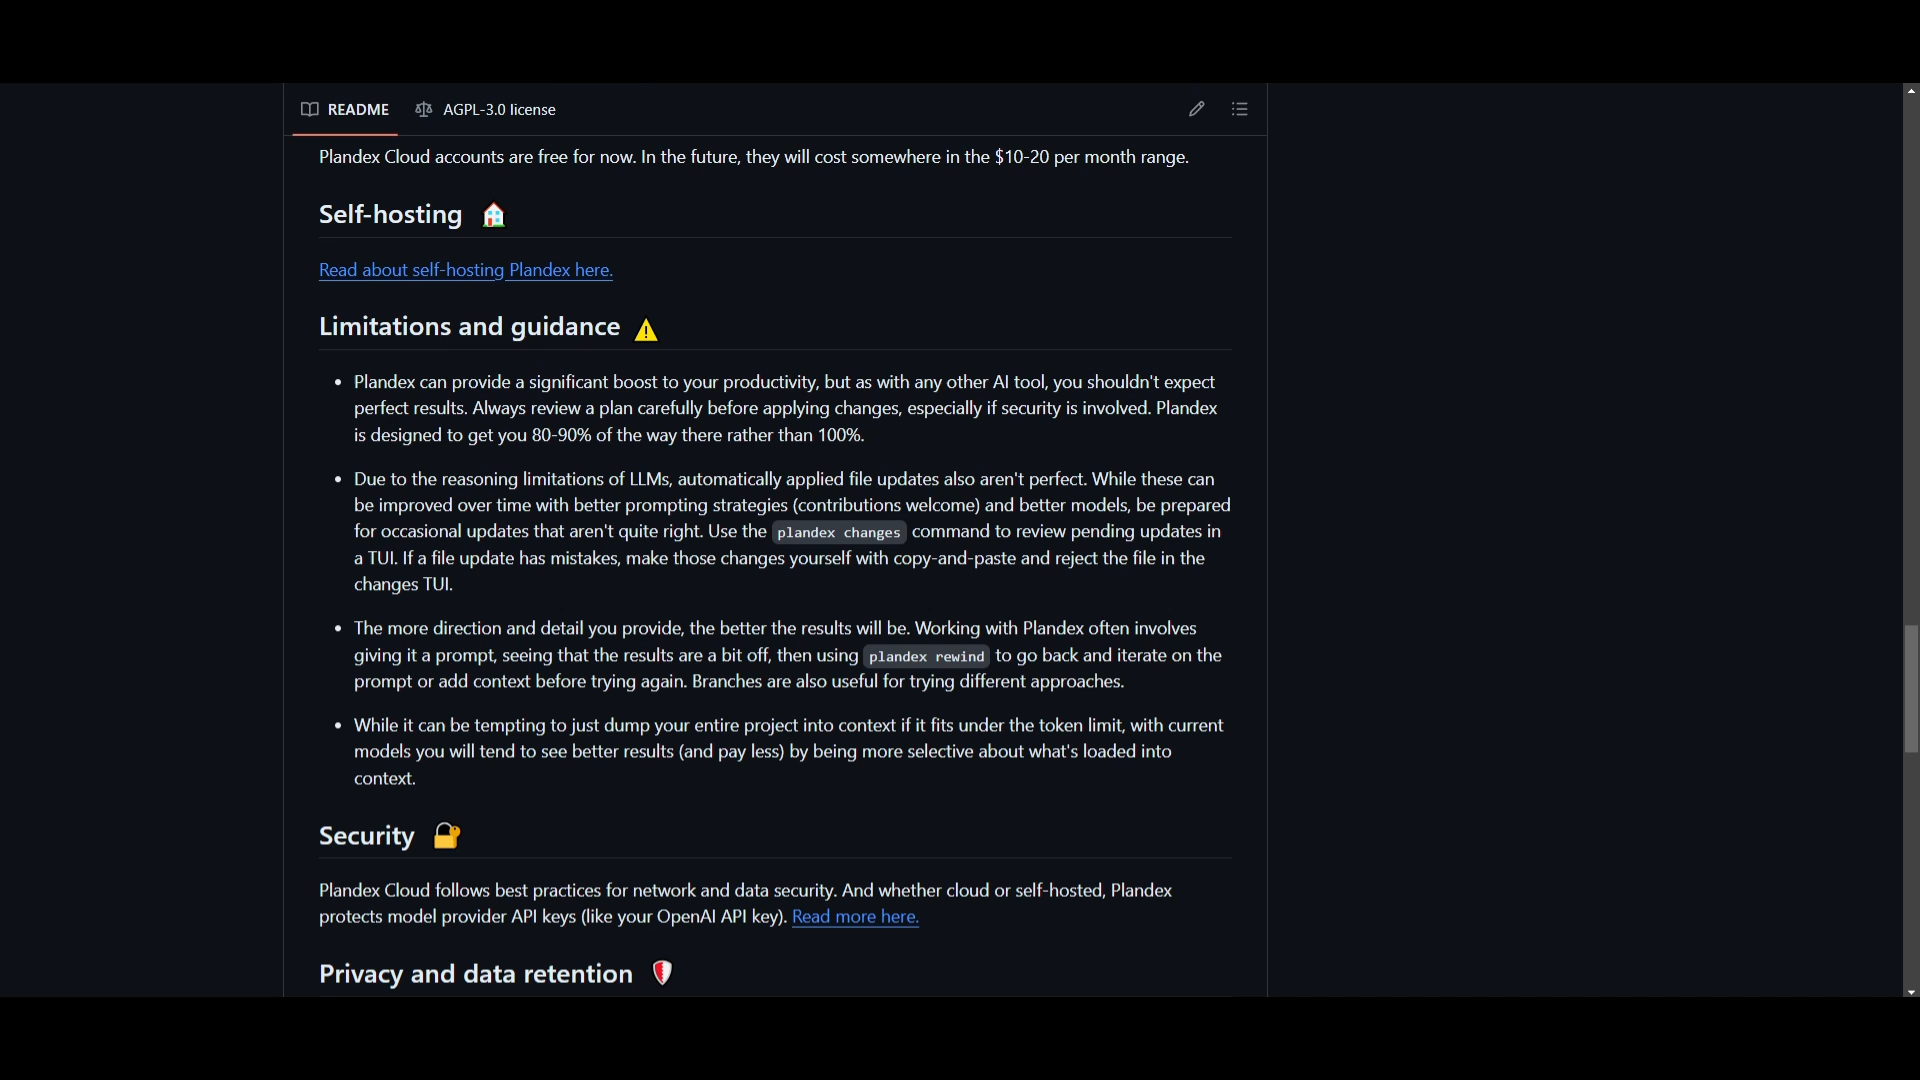 README
AGPL-3.0 license
Plandex Cloud accounts are free for now. In the future, they will cost somewhere in the $10-20 per month range.
Self-hosting
Read about self-hosting Plandex here.
Limitations and guidance
Plandex can provide a significant boost to your productivity, but as with any other AI tool, you shouldn't expect
perfect results. Always review a plan carefully before applying changes, especially if security is involved. Plandex
is designed to get you 80-90% of the way there rather than 100%.
Due to the reasoning limitations of LLMs, automatically applied file updates also aren't perfect. While these can
be improved over time with better prompting strategies (contributions welcome) and better models, be prepared
for occasional updates that aren't quite right. Use the plandex changes command to review pending updates in
a TUI. If a file update has mistakes, make those changes yourself with copy-and-paste and reject the file in the
changes TUI.
The more direction and detail you provide, the better the results will be. Working with Plandex often involves
giving it a prompt, seeing that the results are a bit off, then using plandex rewind to go back and iterate on the
prompt or add context before trying again. Branches are also useful for trying different approaches.
While it can be tempting to just dump your entire project into context if it fits under the token limit, with current
models you will tend to see better results (and pay less) by being more selective about what's loaded into
context.
Security
Plandex Cloud follows best practices for network and data security. And whether cloud or self-hosted, Plandex
protects model provider API keys (like your OpenAI API key). Read more here.
Privacy and data retention